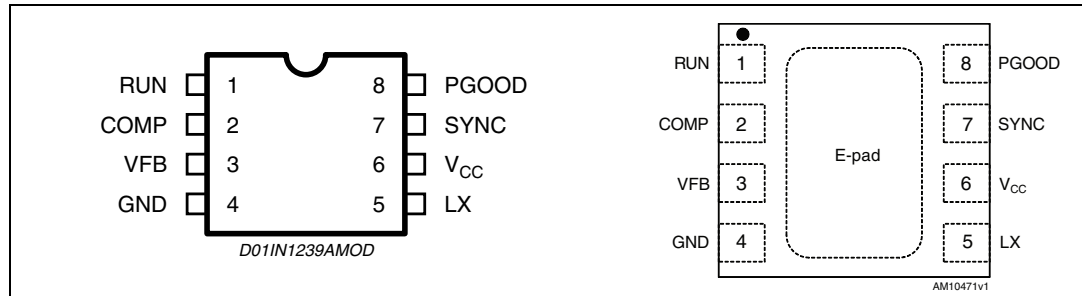 RUN 1 8 PGOOD
COMP 2 7 SYNC
VFB 3 6 VCC
GND 4 5 LX
D01IN1239AMOD
RUN 1 8 PGOOD
COMP 2 7 SYNC
E-pad
VFB 3 6 VCC
GND 4 5 LX
AM10471v1